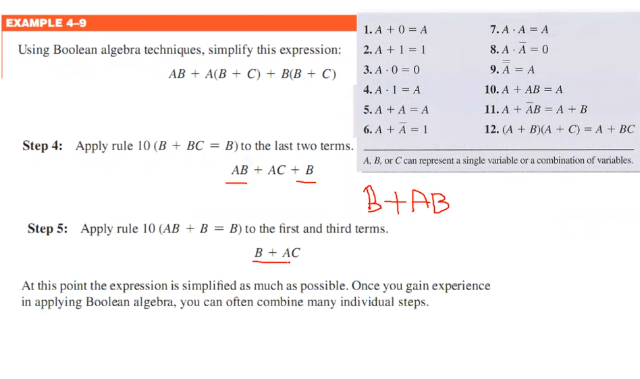 EXAMPLE 4–9
Using Boolean algebra techniques, simplify this expression:
AB + A(B + C) + B(B + C)
Step 4: Apply rule 10 (B + BC = B) to the last two terms.
AB + AC + B
Step 5: Apply rule 10 (AB + B = B) to the first and third terms.
B + AC
At this point the expression is simplified as much as possible. Once you gain experience
in applying Boolean algebra, you can often combine many individual steps.
1. A + 0 = A
2. A + 1 = 1
3. A · 0 = 0
4. A · 1 = A
5. A + A = A
6. A + A̅ = 1
7. A · A = A
8. A · A̅ = 0
9. A̿ = A
10. A + AB = A
11. A + A̅B = A + B
12. (A + B)(A + C) = A + BC
A, B, or C can represent a single variable or a combination of variables.
B+AB